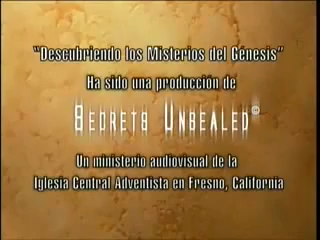 “Descubriendo los Misterios del Génesis”
Ha sido una producción de
Secrets Unsealed©
Un ministerio audiovisual de la
Iglesia Central Adventista en Fresno, California